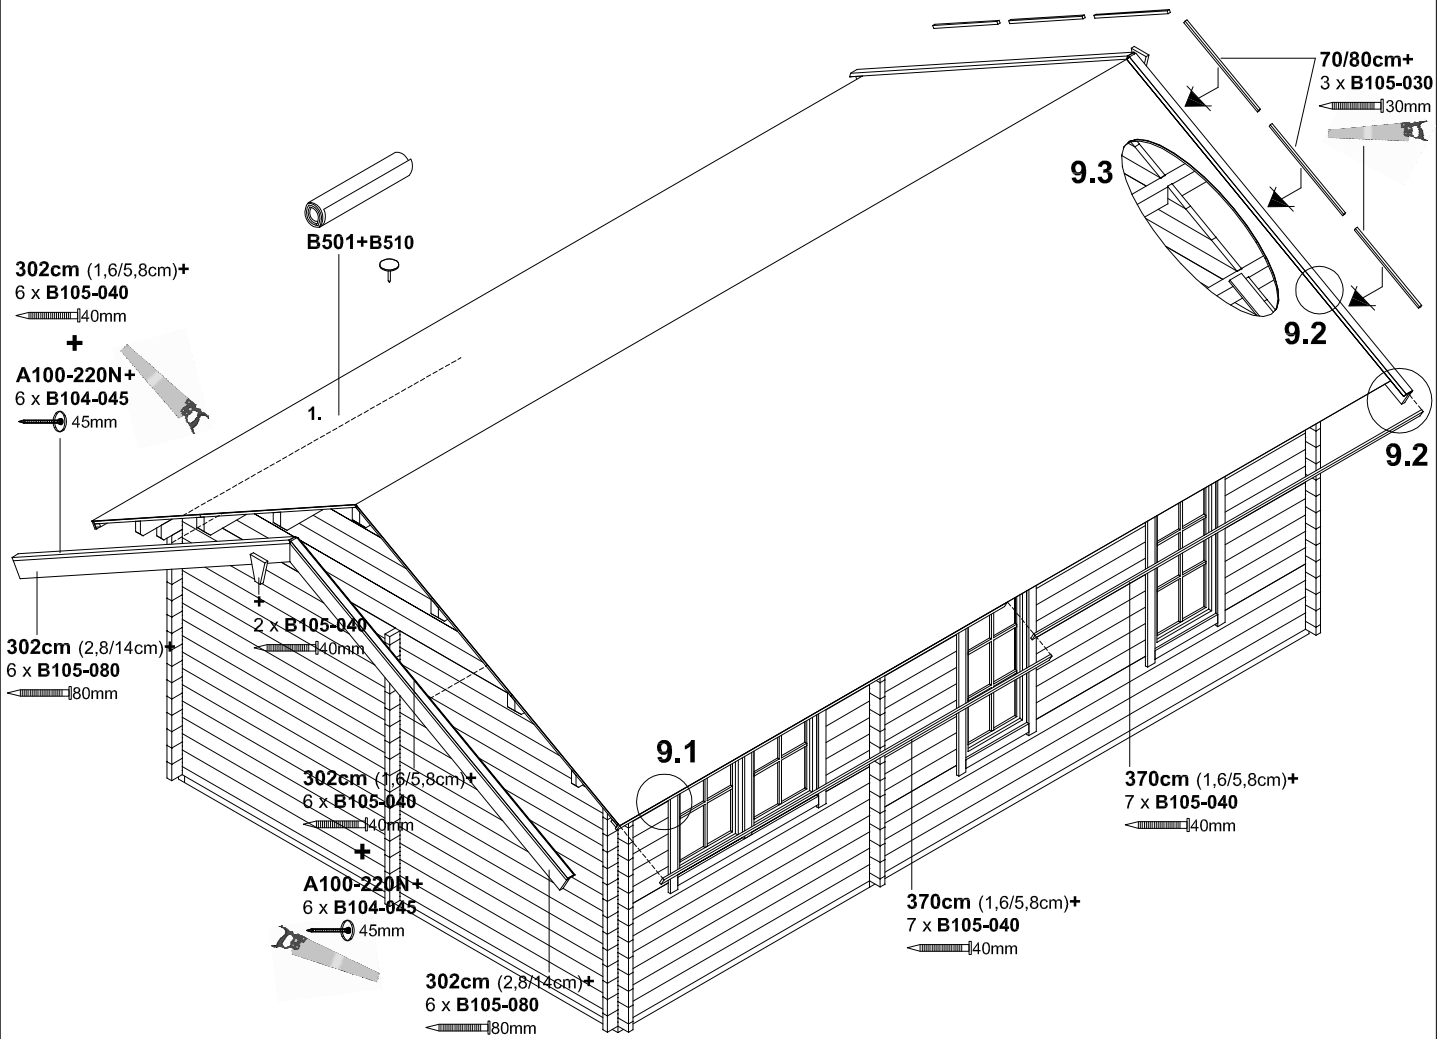 70/80cm+
3 x B105-030
30mm
9.3
B501+B510
302cm (1,6/5,8cm)+
6 x B105-040
40mm
+
A100-220N+
6 x B104-045
45mm
9.2
1.
9.2
+
2 x B105-040
40mm
302cm (2,8/14cm)+
6 x B105-080
80mm
9.1
302cm (1,6/5,8cm)+
6 x B105-040
40mm
+
A100-220N+
6 x B104-045
45mm
370cm (1,6/5,8cm)+
7 x B105-040
40mm
370cm (1,6/5,8cm)+
7 x B105-040
40mm
302cm (2,8/14cm)+
6 x B105-080
80mm